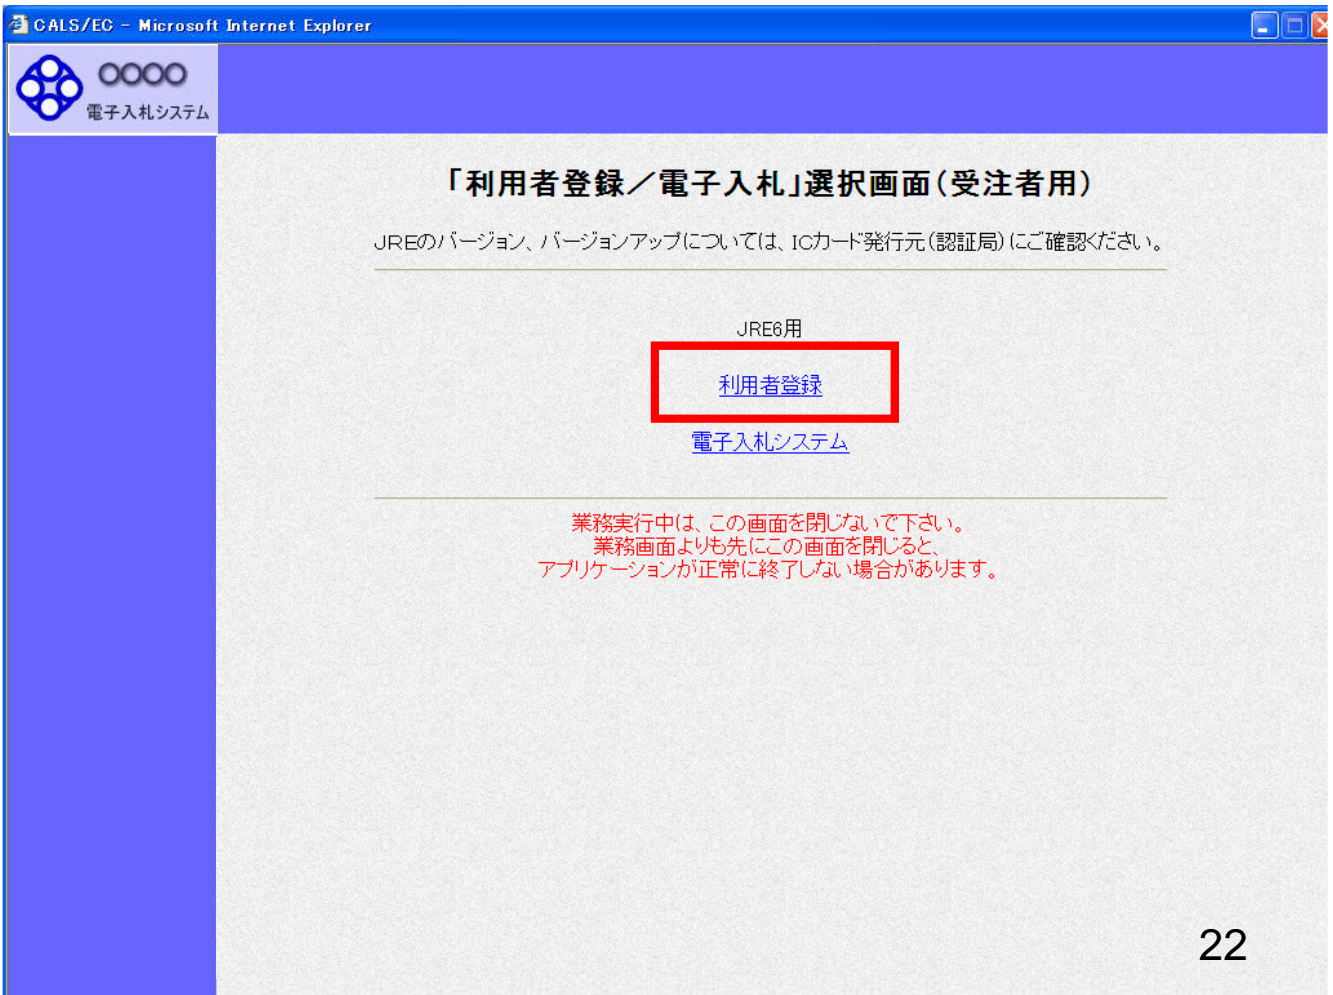 CALS/EC - Microsoft Internet Explorer
○○○○
電子入札システム
「利用者登録／電子入札」選択画面(受注者用)
JREのバージョン、バージョンアップについては、ICカード発行元(認証局)にご確認ください。
JRE6用
利用者登録
電子入札システム
業務実行中は、この画面を閉じないで下さい。
業務画面よりも先にこの画面を閉じると、
アプリケーションが正常に終了しない場合があります。
22